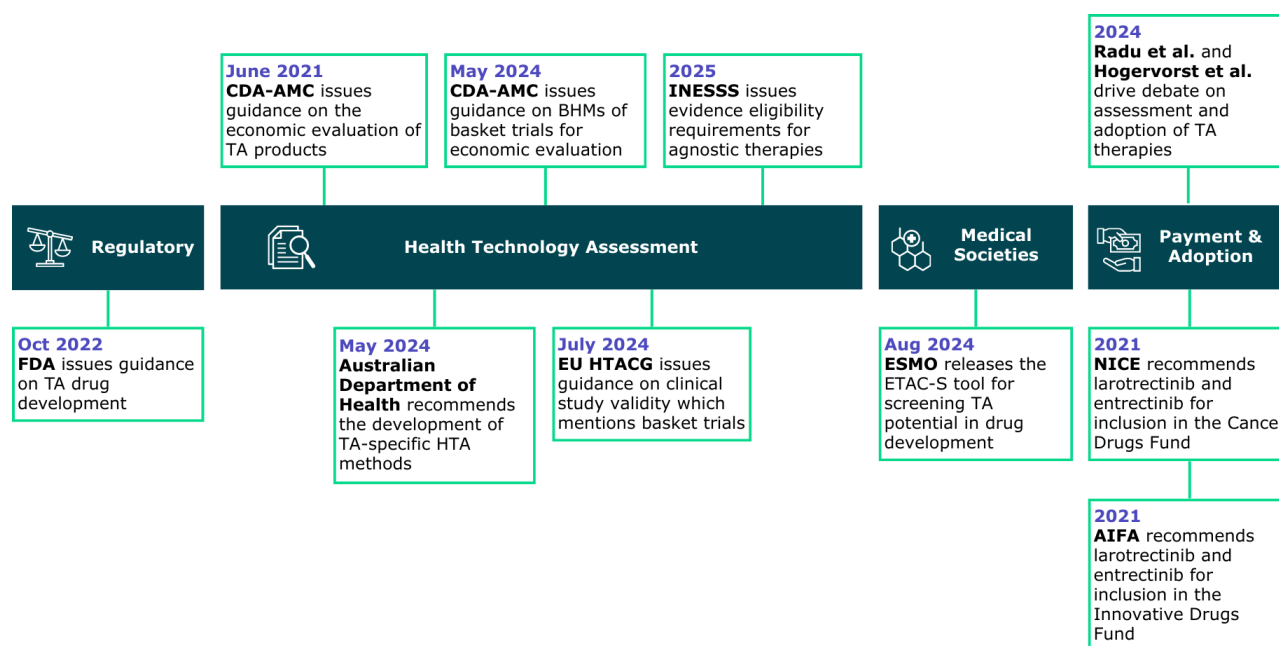 June 2021
CDA-AMC issues
guidance on the
economic evaluation of
TA products
May 2024
CDA-AMC issues
guidance on BHMs of
basket trials for
economic evaluation
2025
INESSS issues
evidence eligibility
requirements for
agnostic therapies
2024
Radu et al. and
Hogervorst et al.
drive debate on
assessment and
adoption of TA
therapies
Regulatory
Health Technology Assessment
Medical
Societies
Payment &
Adoption
Oct 2022
FDA issues guidance
on TA drug
development
May 2024
Australian
Department of
Health recommends
the development of
TA-specific HTA
methods
July 2024
EU HTACG issues
guidance on clinical
study validity which
mentions basket trials
Aug 2024
ESMO releases the
ETAC-S tool for
screening TA
potential in drug
development
2021
NICE recommends
larotrectinib and
entrectinib for
inclusion in the Cance
Drugs Fund
2021
AIFA recommends
larotrectinib and
entrectinib for
inclusion in the
Innovative Drugs
Fund